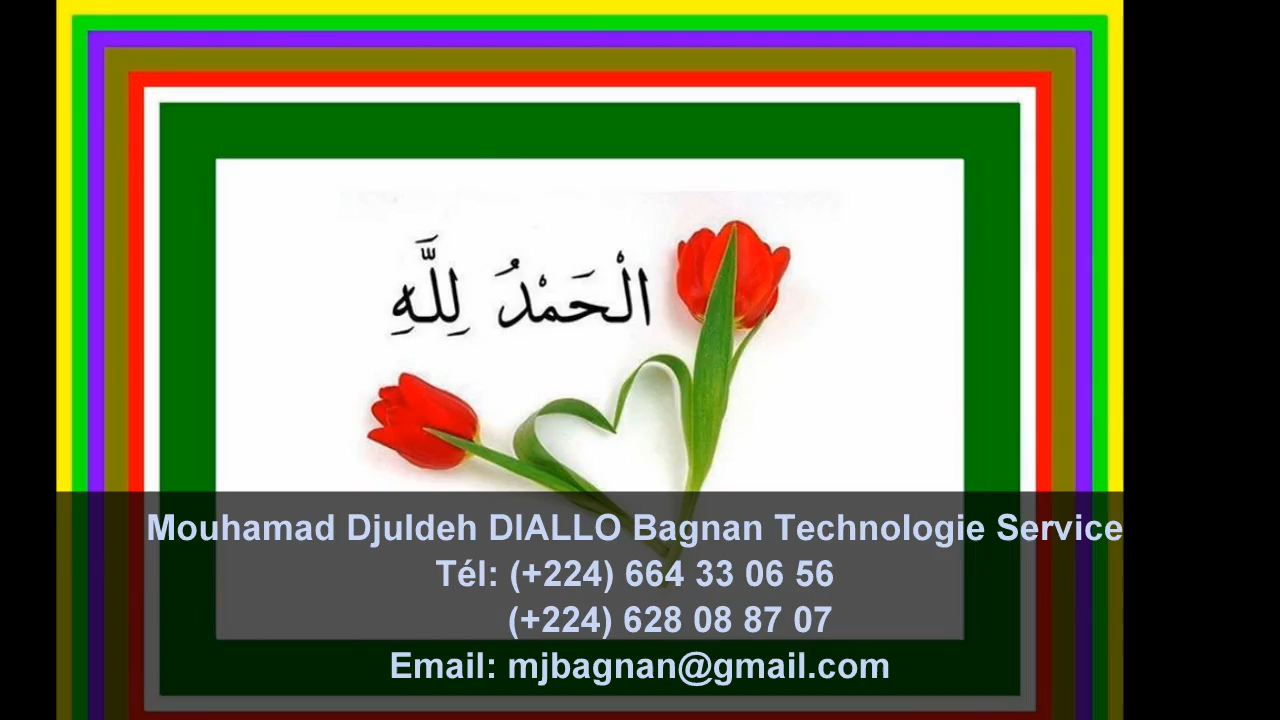 الْحَمْدُ لِلَّهِ
Mouhamad Djuldeh DIALLO Bagnan Technologie Service
Tél: (+224) 664 33 06 56
(+224) 628 08 87 07
Email: mjbagnan@gmail.com